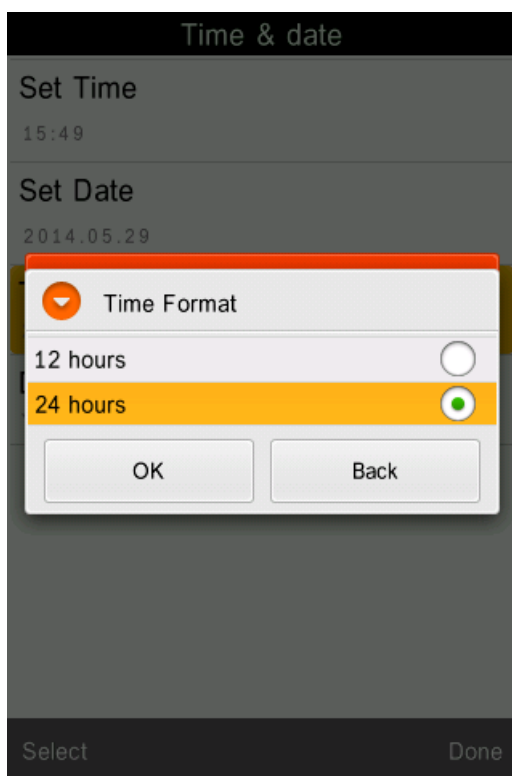 Time & date
Set Time
15:49
Set Date
2014.05.29
Time Format
12 hours
24 hours
OK
Back
Select
Done